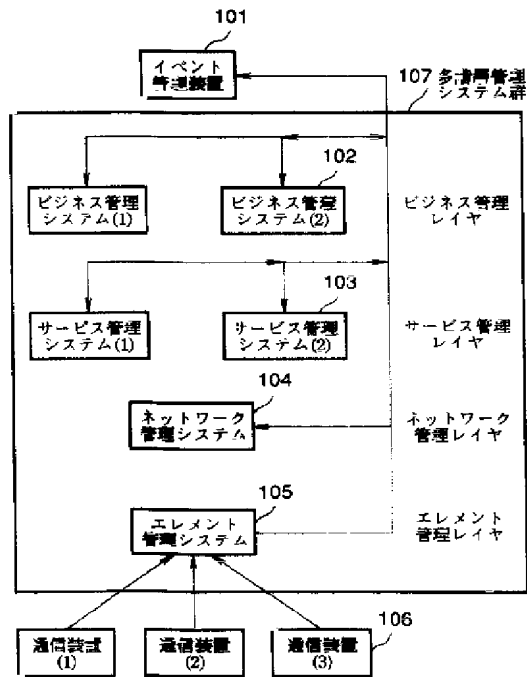 101
イベント
管理装置
107 多階層管理
システム群
102
ビジネス管理
システム(1)
ビジネス管理
システム(2)
ビジネス管理
レイヤ
103
サービス管理
システム(1)
サービス管理
システム(2)
サービス管理
レイヤ
104
ネットワーク
管理システム
ネットワーク
管理レイヤ
105
エレメント
管理システム
エレメント
管理レイヤ
106
通信装置
(1)
通信装置
(2)
通信装置
(3)